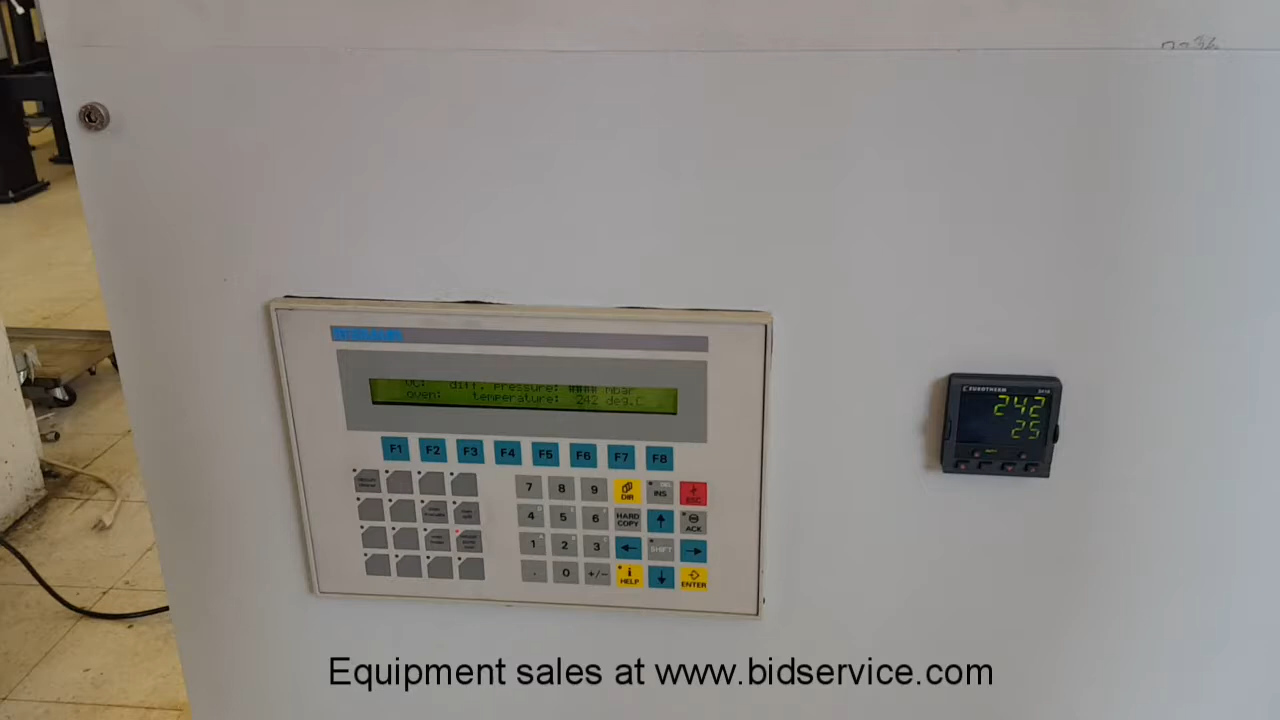 VC: diff. pressure: #### mbar
oven: temperature: 242 deg.C
F1 F2 F3 F4 F5 F6 F7 F8
7 8 9 DIR INS DEL ESC
4 5 6 HARD COPY ACK
1 2 3 SHIFT
. 0 +/- HELP ENTER
EUROTHERM
242
25
Equipment sales at www.bidservice.com